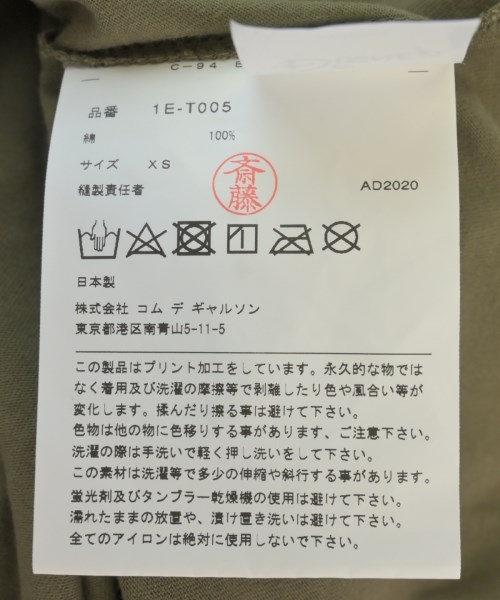 C-94
品番 1E-T005
綿 100%
サイズ XS
縫製責任者 斎藤 AD2020
日本製
株式会社 コム デ ギャルソン
東京都港区南青山5-11-5
この製品はプリント加工をしています。永久的な物では
なく着用及び洗濯の摩擦等で剥離したり色や風合い等が
変化します。揉んだり擦る事は避けて下さい。
色物は他の物に色移りする事があります、ご注意下さい。
洗濯の際は手洗いで軽く押し洗いをして下さい。
この素材は洗濯等で多少の伸縮や斜行する事があります。
蛍光剤及びタンブラー乾燥機の使用は避けて下さい。
濡れたままの放置や、漬け置き洗いは避けて下さい。
全てのアイロンは絶対に使用しないで下さい。